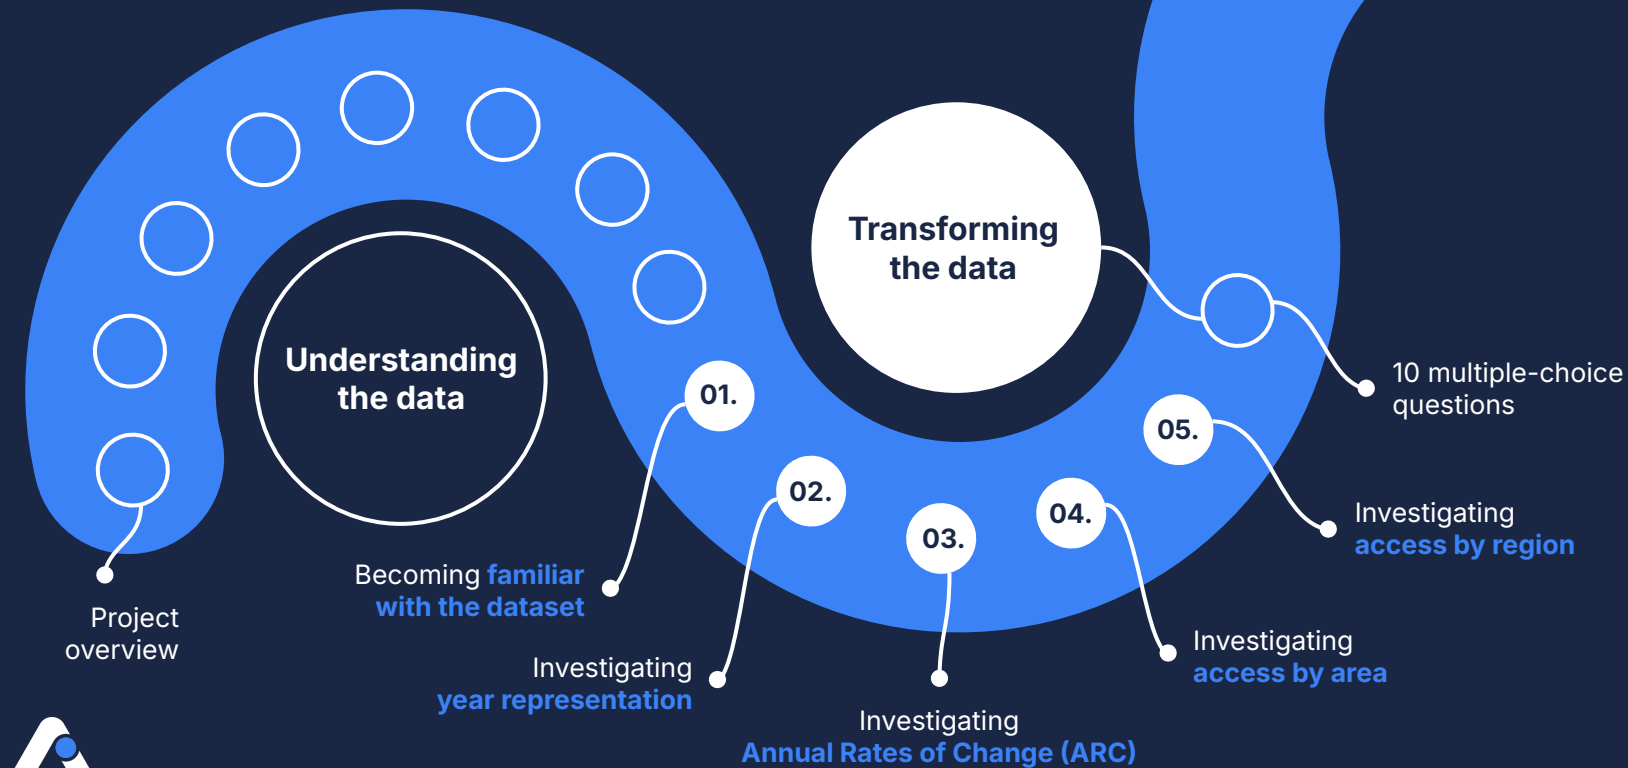 Understanding
the data
Transforming
the data
Project
overview
01.
Becoming familiar
with the dataset
02.
Investigating
year representation
03.
Investigating
Annual Rates of Change (ARC)
04.
Investigating
access by area
05.
Investigating
access by region
10 multiple-choice
questions